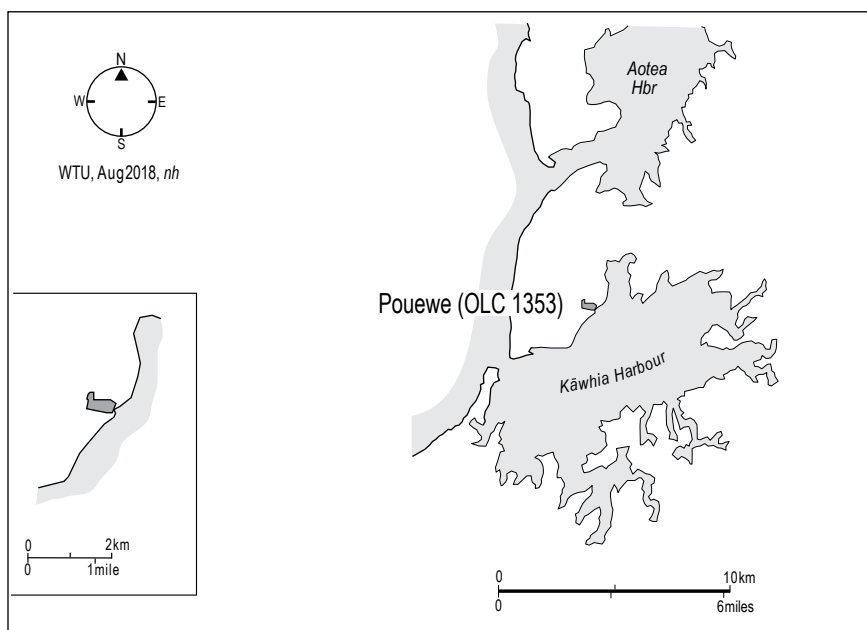 N
W E
S
WTU, Aug2018, nh
Aotea
Hbr
Pouewe (OLC 1353)
Kāwhia Harbour
0 2km
0 1mile
0 10km
0 6miles